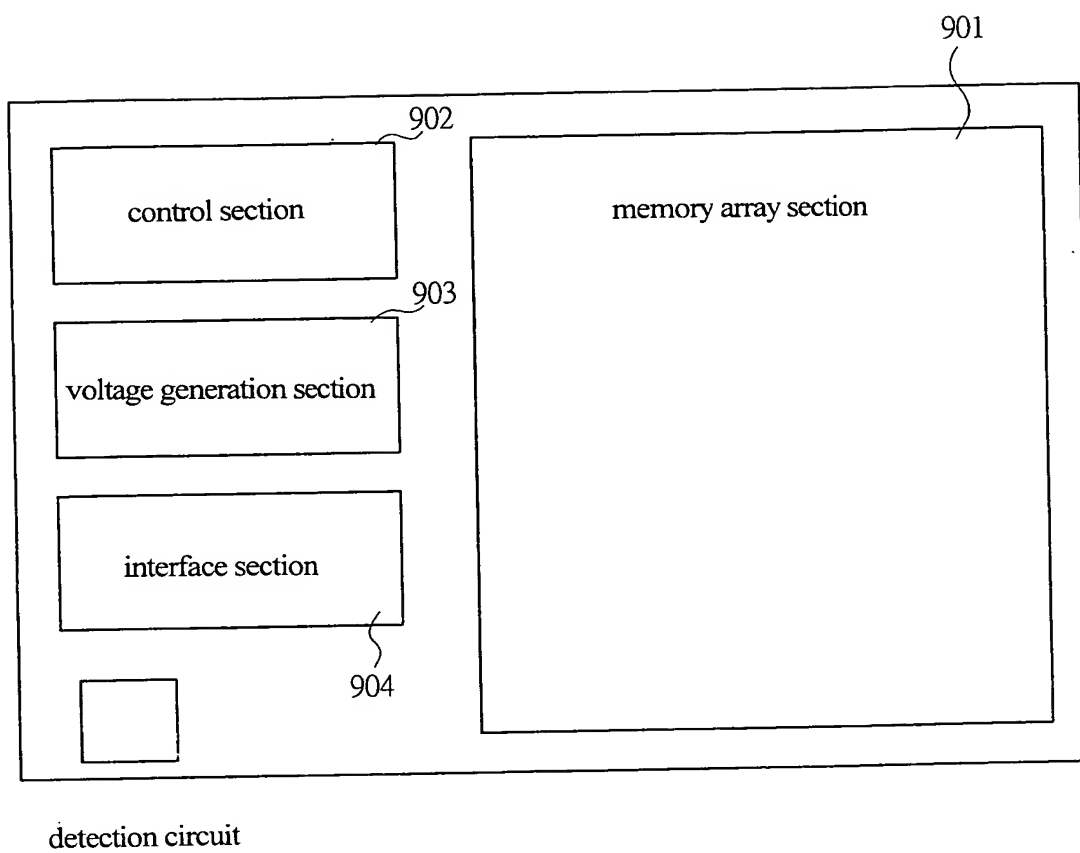 901
902
control section
memory array section
903
voltage generation section
interface section
904
detection circuit